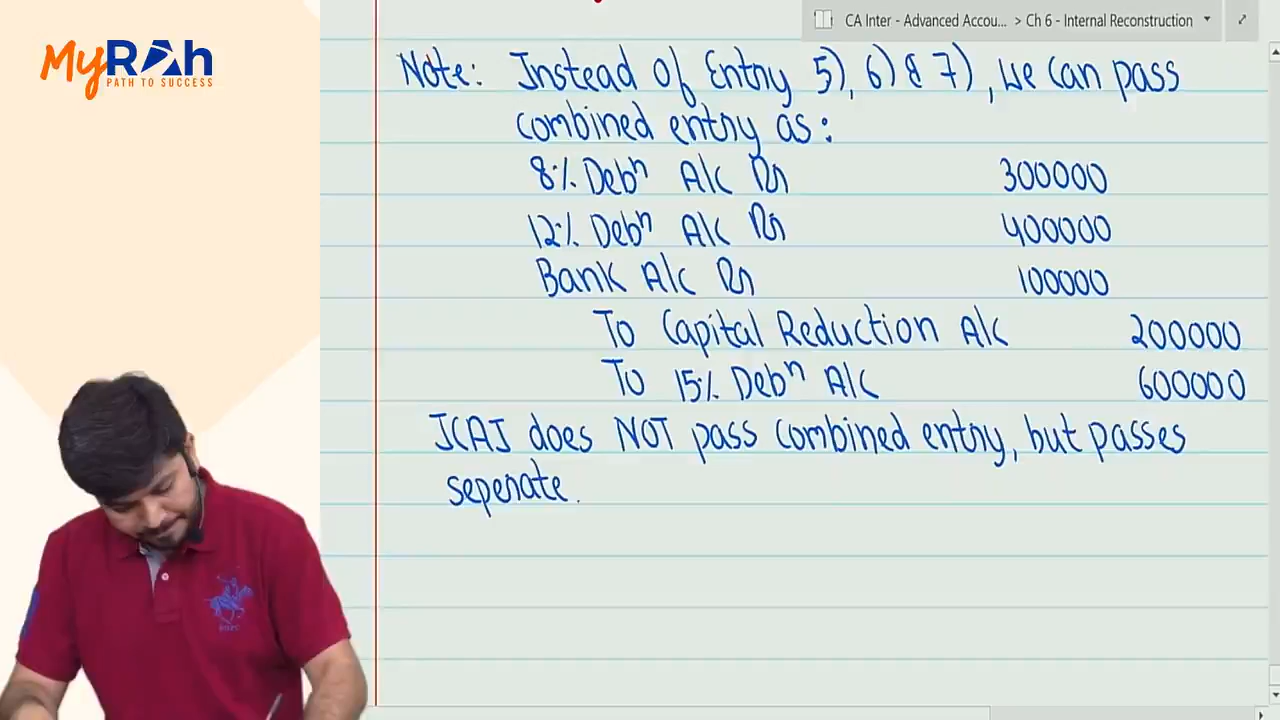 MyRAh
PATH TO SUCCESS
CA Inter - Advanced Accou... > Ch 6 - Internal Reconstruction
Note: Instead Of Entry 5), 6) & 7), we can pass
combined entry as:
8% Debⁿ A/c Dr 300000
12% Debⁿ A/c Dr 400000
Bank A/c Dr 100000
To Capital Reduction A/c 200000
To 15% Debⁿ A/c 600000
ICAI does NOT pass combined entry, but passes
seperate.